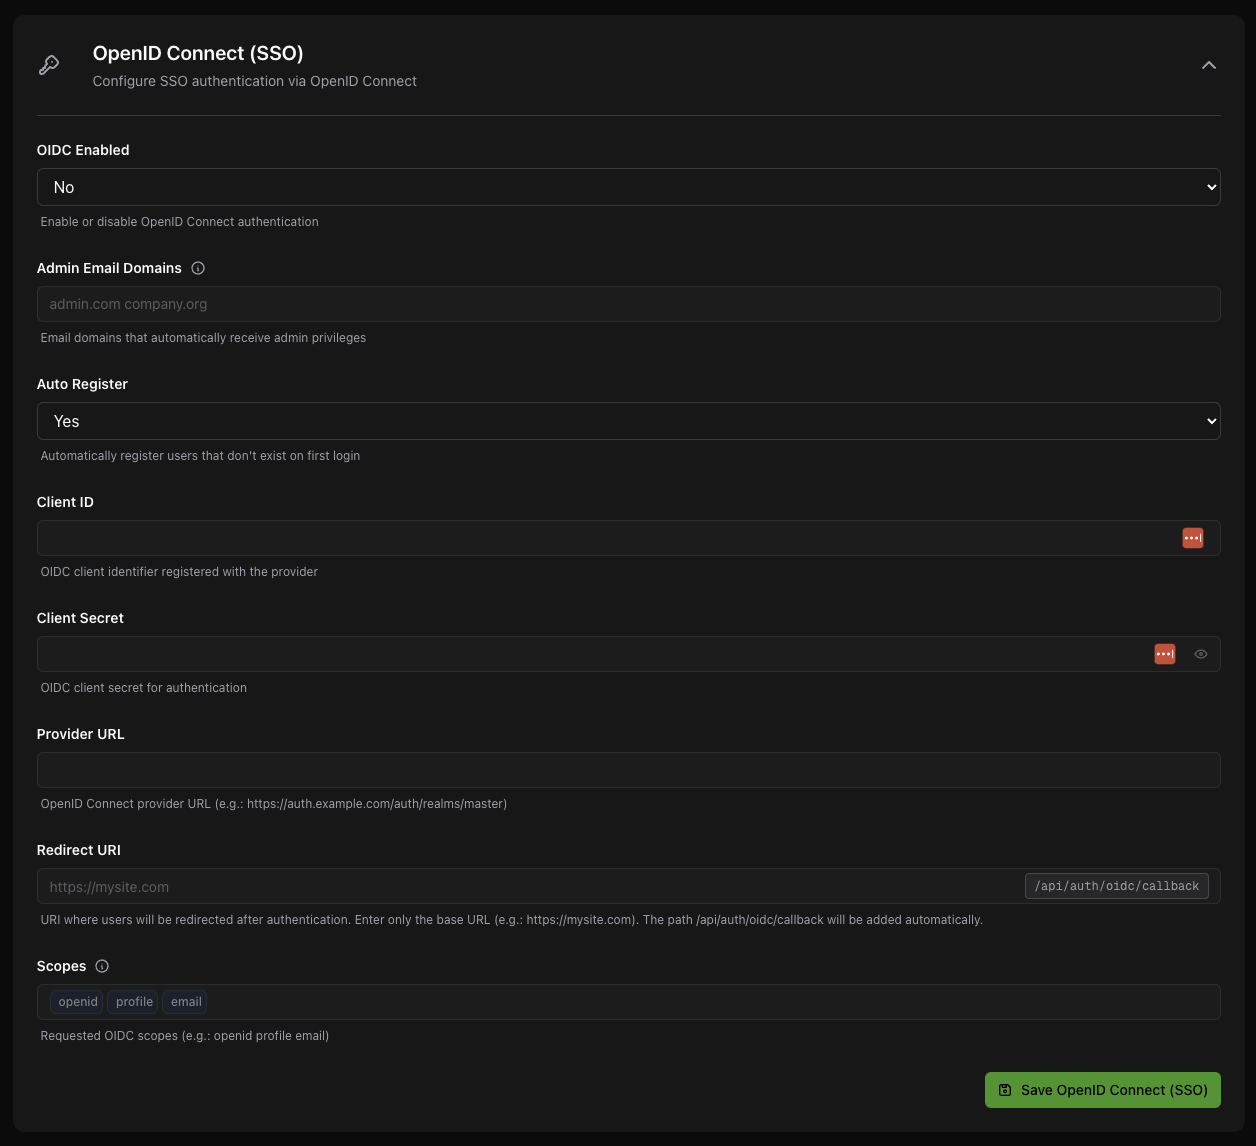 OpenID Connect (SSO)
Configure SSO authentication via OpenID Connect
OIDC Enabled
No
Enable or disable OpenID Connect authentication
Admin Email Domains
admin.com company.org
Email domains that automatically receive admin privileges
Auto Register
Yes
Automatically register users that don't exist on first login
Client ID
OIDC client identifier registered with the provider
Client Secret
OIDC client secret for authentication
Provider URL
OpenID Connect provider URL (e.g.: https://auth.example.com/auth/realms/master)
Redirect URI
https://mysite.com /api/auth/oidc/callback
URI where users will be redirected after authentication. Enter only the base URL (e.g.: https://mysite.com). The path /api/auth/oidc/callback will be added automatically.
Scopes
openid profile email
Requested OIDC scopes (e.g.: openid profile email)
Save OpenID Connect (SSO)